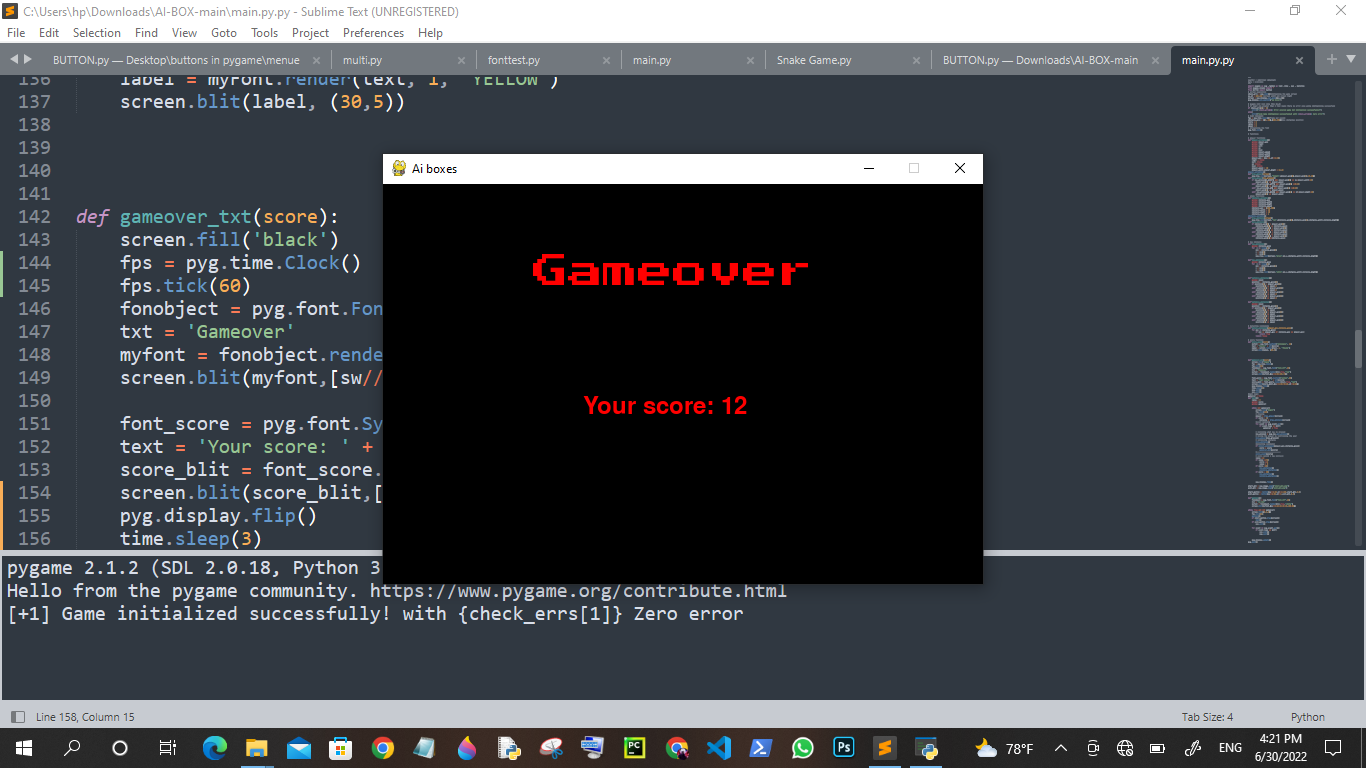 C:\Users\hp\Downloads\AI-BOX-main\main.py.py - Sublime Text (UNREGISTERED)
File Edit Selection Find View Goto Tools Project Preferences Help
BUTTON.py — Desktop\buttons in pygame\menue multi.py fonttest.py main.py Snake Game.py BUTTON.py — Downloads\AI-BOX-main main.py.py
136 label = myFont.render(text, 1, "YELLOW")
137 screen.blit(label, (30,5))
138
139
140
141
142 def gameover_txt(score):
143 screen.fill('black')
144 fps = pyg.time.Clock()
145 fps.tick(60)
146 fonobject = pyg.font.Fon
147 txt = 'Gameover'
148 myfont = fonobject.rende
149 screen.blit(myfont,[sw//
150
151 font_score = pyg.font.Sy
152 text = 'Your score: ' +
153 score_blit = font_score.
154 screen.blit(score_blit,[
155 pyg.display.flip()
156 time.sleep(3)
Ai boxes
Gameover
Your score: 12
pygame 2.1.2 (SDL 2.0.18, Python 3
Hello from the pygame community. https://www.pygame.org/contribute.html
[+1] Game initialized successfully! with {check_errs[1]} Zero error
Line 158, Column 15
Tab Size: 4
Python
PC
Ps
78°F
ENG
4:21 PM
6/30/2022